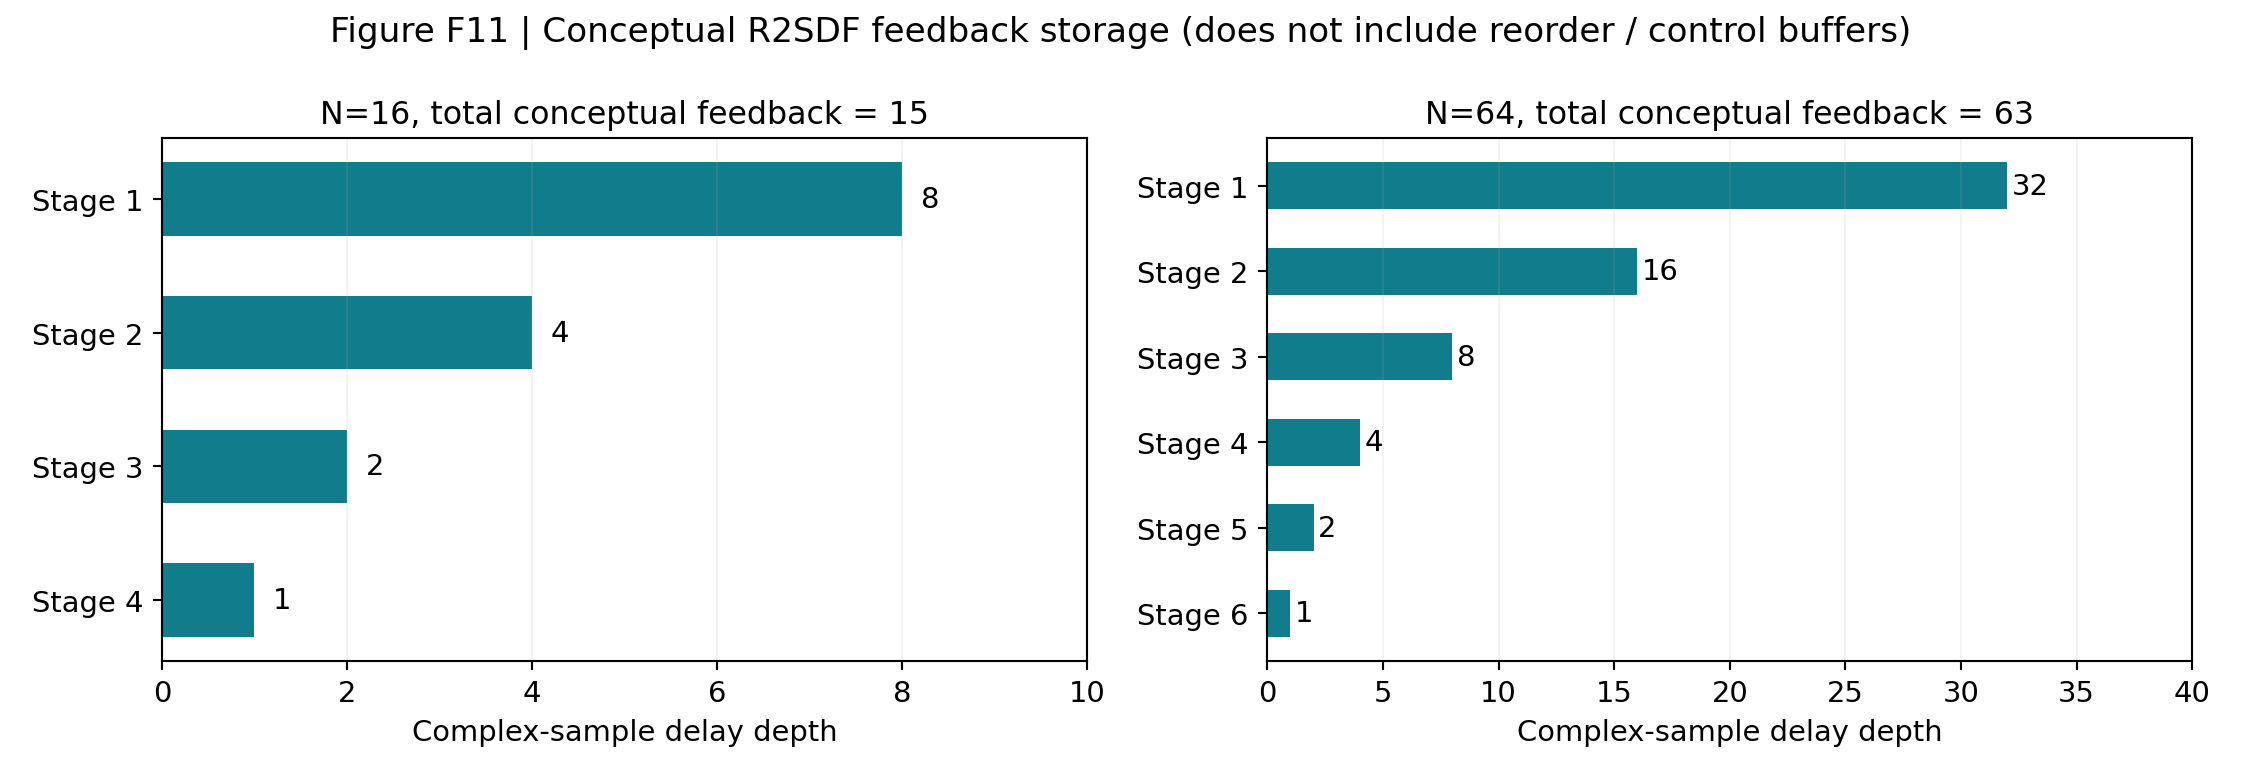 Figure F11 | Conceptual R2SDF feedback storage (does not include reorder / control buffers)
N=16, total conceptual feedback = 15
Stage 1
8
Stage 2
4
Stage 3
2
Stage 4
1
0 2 4 6 8 10
Complex-sample delay depth
N=64, total conceptual feedback = 63
Stage 1
32
Stage 2
16
Stage 3
8
Stage 4
4
Stage 5
2
Stage 6
1
0 5 10 15 20 25 30 35 40
Complex-sample delay depth